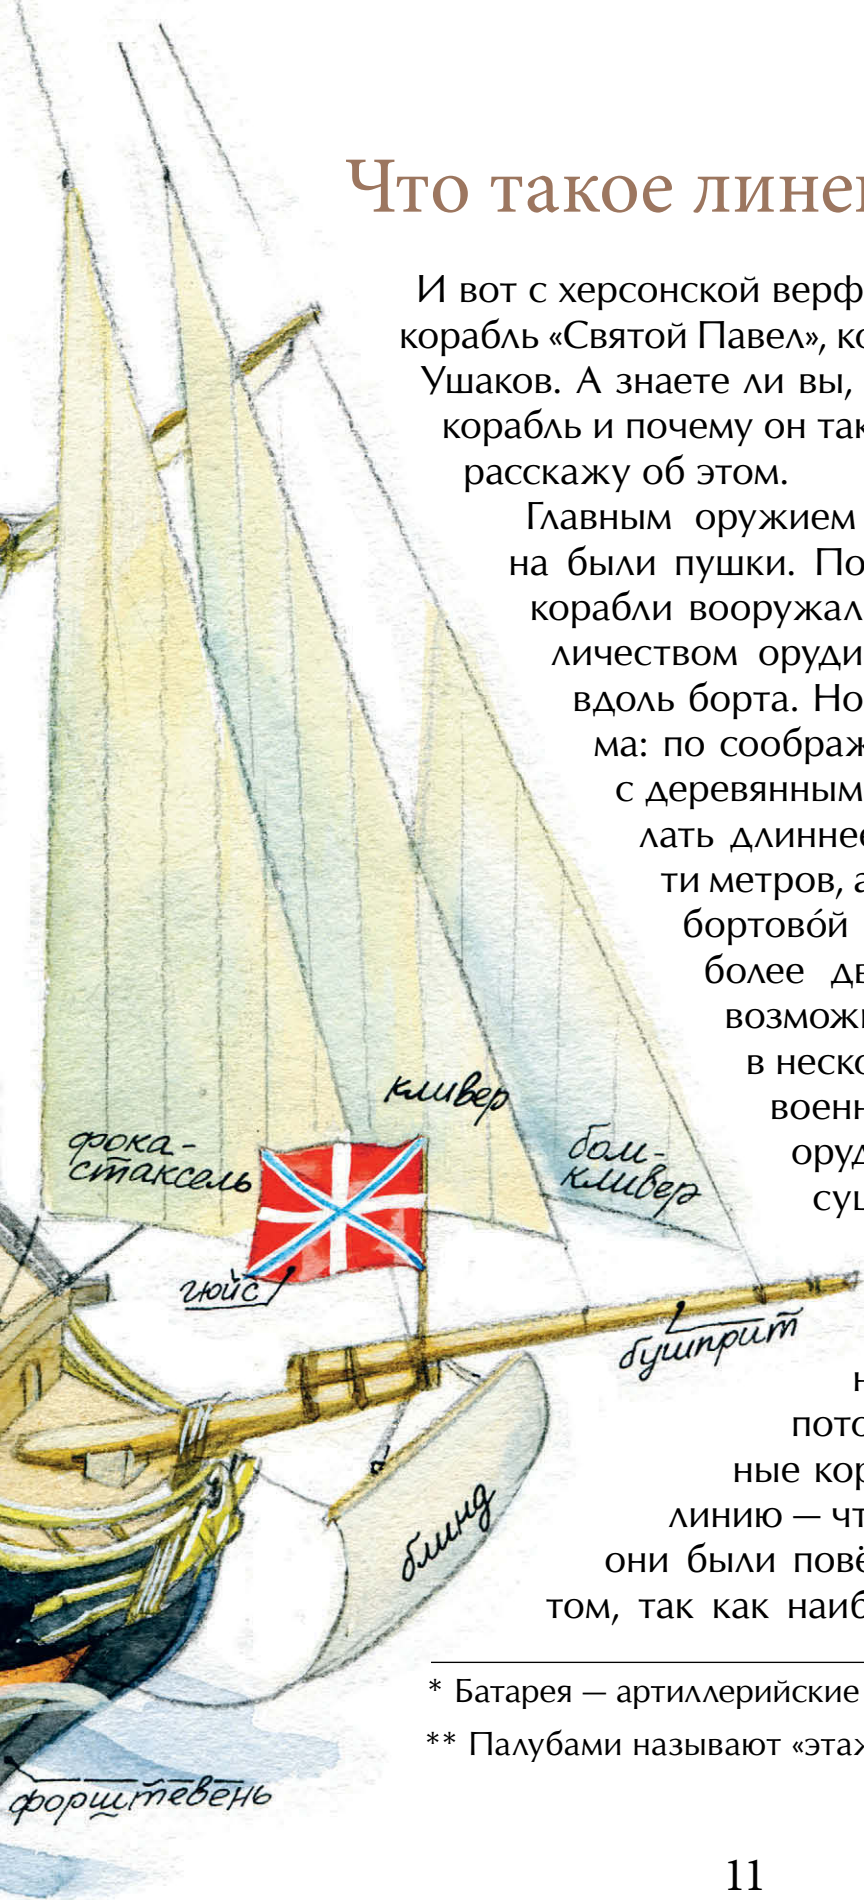 Что такое лине
И вот с херсонской верф
корабль «Святой Павел», ко
Ушаков. А знаете ли вы,
корабль и почему он так
расскажу об этом.
Главным оружием
на были пушки. По
корабли вооружал
личеством оруди
вдоль борта. Но
ма: по соображ
с деревянным
лать длиннее
ти метров, а
бортово́й
более дв
возмож
в неско
военн
оруд
сущ
кливер
фока-
стаксель
бом-
кливер
гюйс
бушприт
н
пото
ные кор
линию — чт
они были повё
том, так как наиб
блинд
* Батарея — артиллерийские
** Палубами называют «этаж
форштевень
11